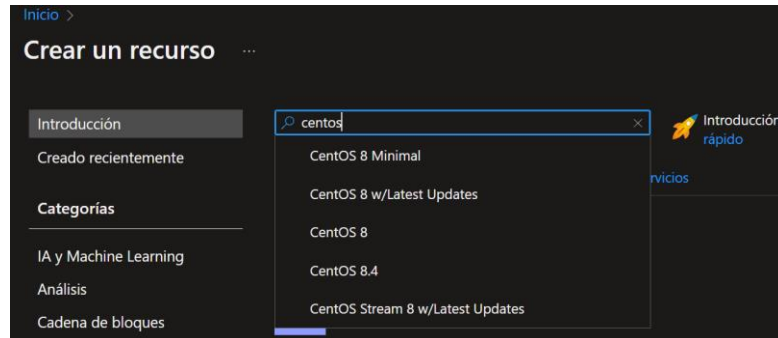 Inicio >
Crear un recurso ...
Introducción
Creado recientemente
Categorías
IA y Machine Learning
Análisis
Cadena de bloques
centos
CentOS 8 Minimal
CentOS 8 w/Latest Updates
CentOS 8
CentOS 8.4
CentOS Stream 8 w/Latest Updates
Introducción
rápido
rvicios